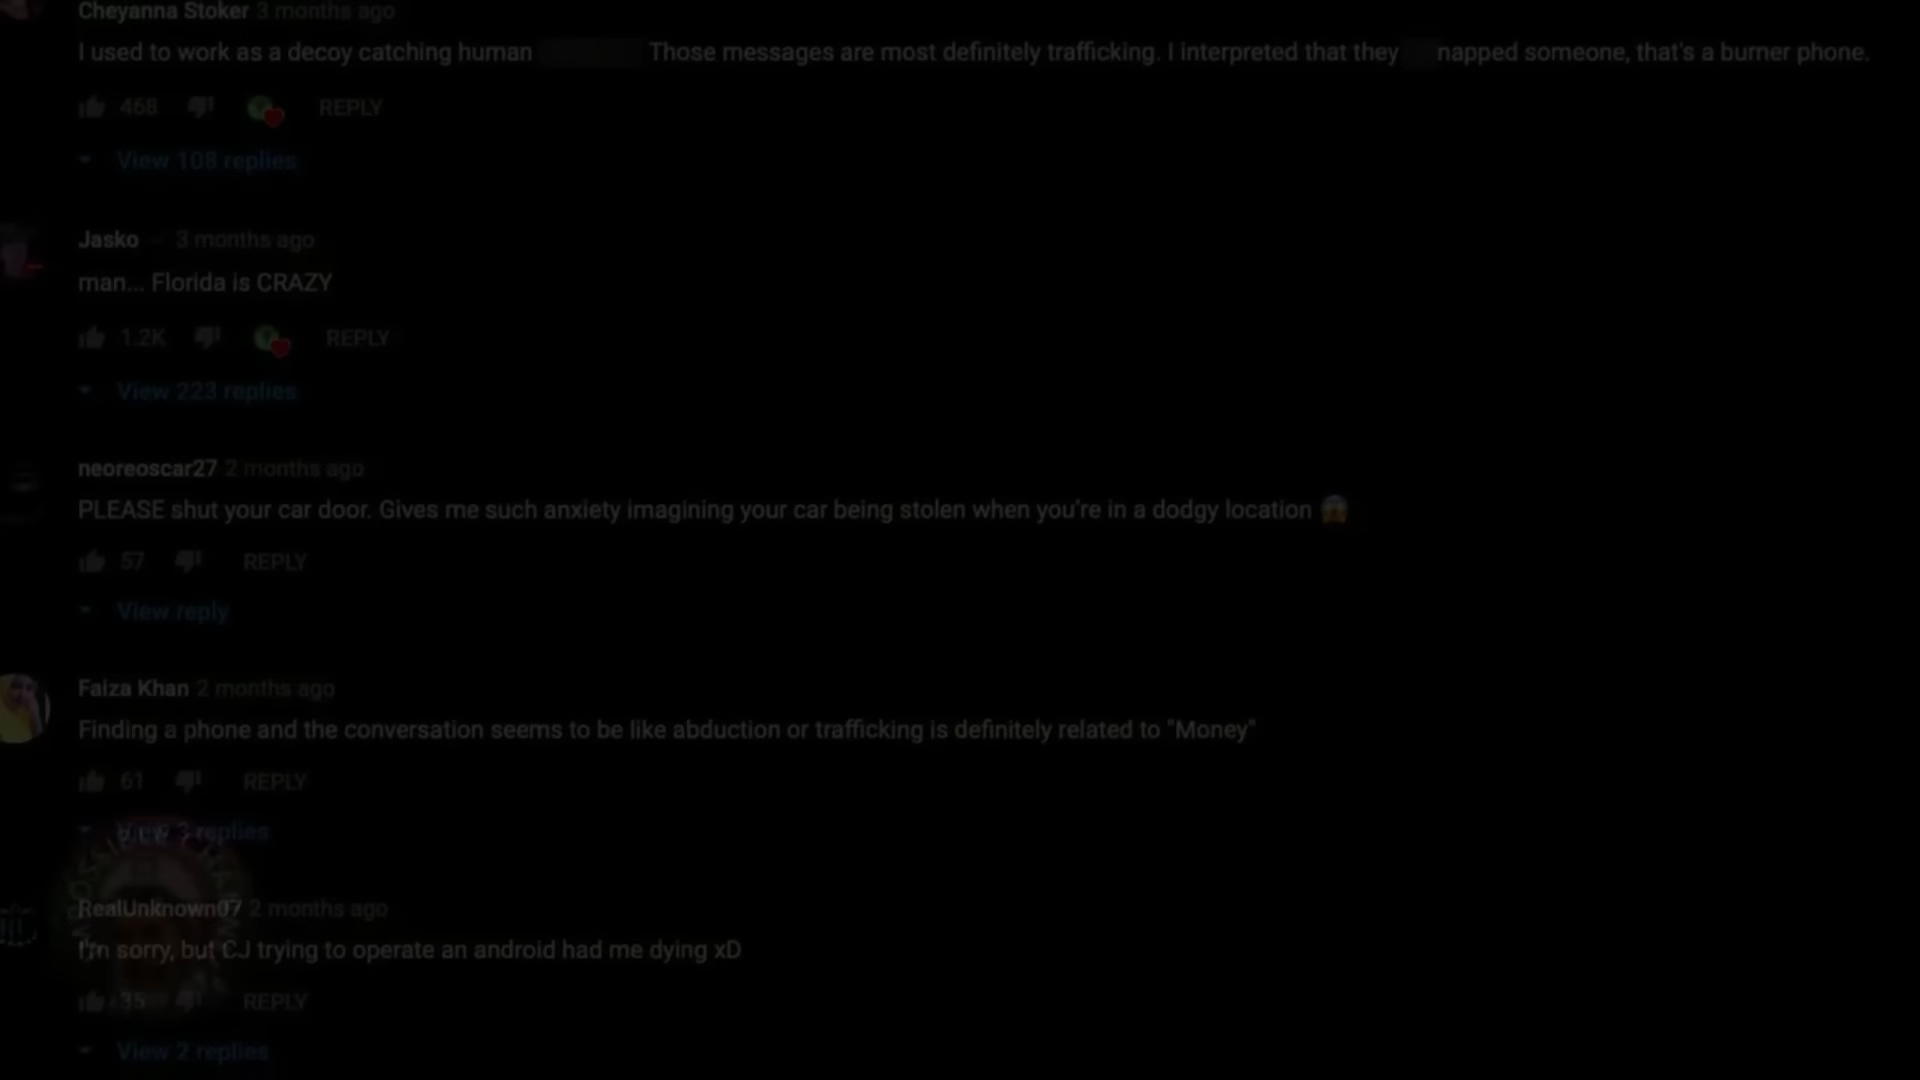 Cheyanna Stoker 3 months ago
I used to work as a decoy catching human Those messages are most definitely trafficking. I interpreted that they napped someone, that's a burner phone.
468 REPLY
View 108 replies
Jasko 3 months ago
man... Florida is CRAZY
1.2K REPLY
View 223 replies
neoreoscar27 2 months ago
PLEASE shut your car door. Gives me such anxiety imagining your car being stolen when you're in a dodgy location 😱
57 REPLY
View reply
Faiza Khan 2 months ago
Finding a phone and the conversation seems to be like abduction or trafficking is definitely related to "Money"
61 REPLY
View 3 replies
RealUnknown07 2 months ago
I'm sorry, but CJ trying to operate an android had me dying xD
35 REPLY
View 2 replies